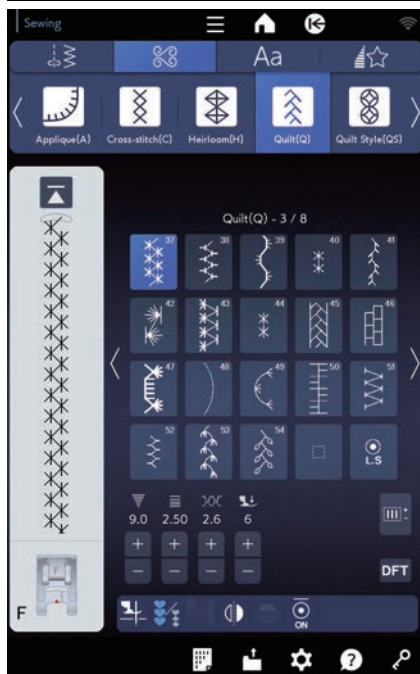 Sewing
Aa
Applique(A) Cross-stitch(C) Heirloom(H) Quilt(Q) Quilt Style(QS)
Quilt(Q) - 3 / 8
37 38 39 40 41
42 43 44 45 46
47 48 49 50 51
52 53 54 L.S
9.0 2.50 2.6 6
+ + + +
- - - -
DFT
F
F
ON
?